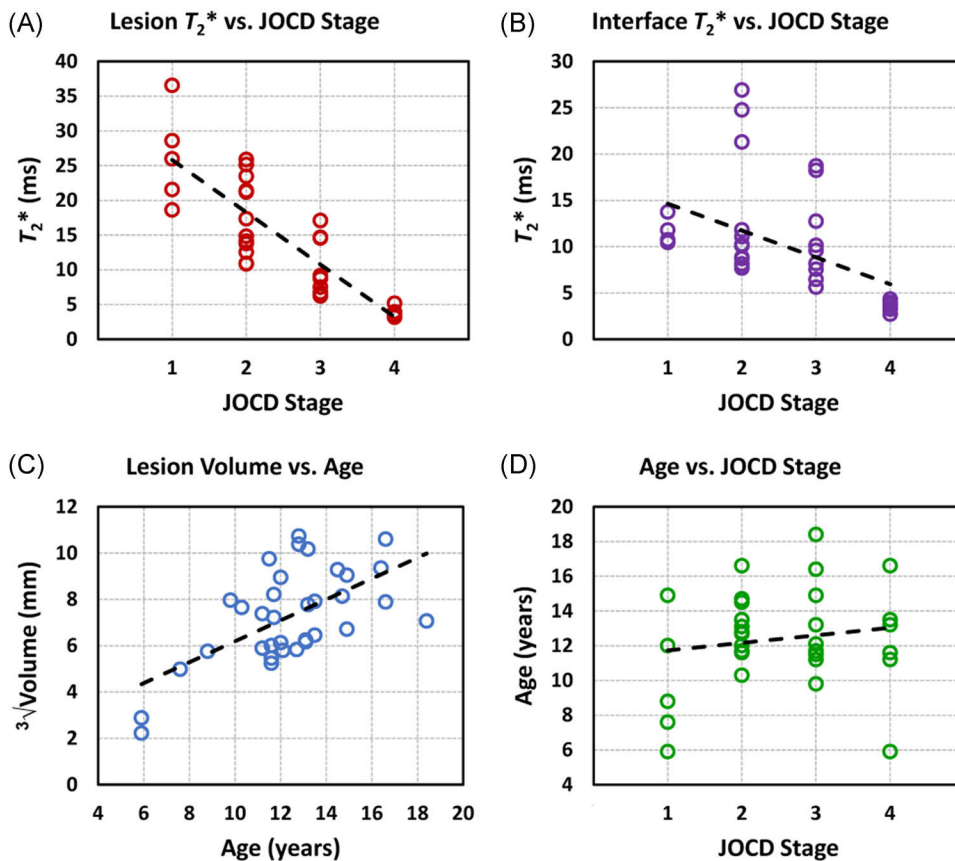 (A) Lesion T₂* vs. JOCD Stage
40
35
30
25
20
15
10
5
0
T₂* (ms)
1 2 3 4
JOCD Stage
(B) Interface T₂* vs. JOCD Stage
30
25
20
15
10
5
0
T₂* (ms)
1 2 3 4
JOCD Stage
(C) Lesion Volume vs. Age
12
10
8
6
4
2
0
³√Volume (mm)
4 6 8 10 12 14 16 18 20
Age (years)
(D) Age vs. JOCD Stage
20
18
16
14
12
10
8
6
4
Age (years)
1 2 3 4
JOCD Stage